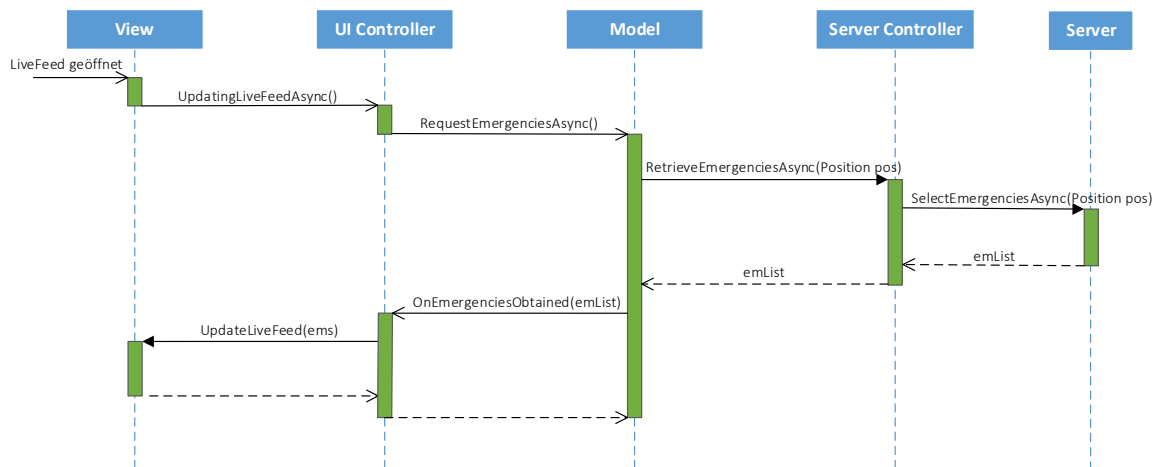 View
UI Controller
Model
Server Controller
Server
LiveFeed geöffnet
UpdatingLiveFeedAsync()
RequestEmergenciesAsync()
RetrieveEmergenciesAsync(Position pos)
SelectEmergenciesAsync(Position pos)
emList
emList
OnEmergenciesObtained(emList)
UpdateLiveFeed(ems)